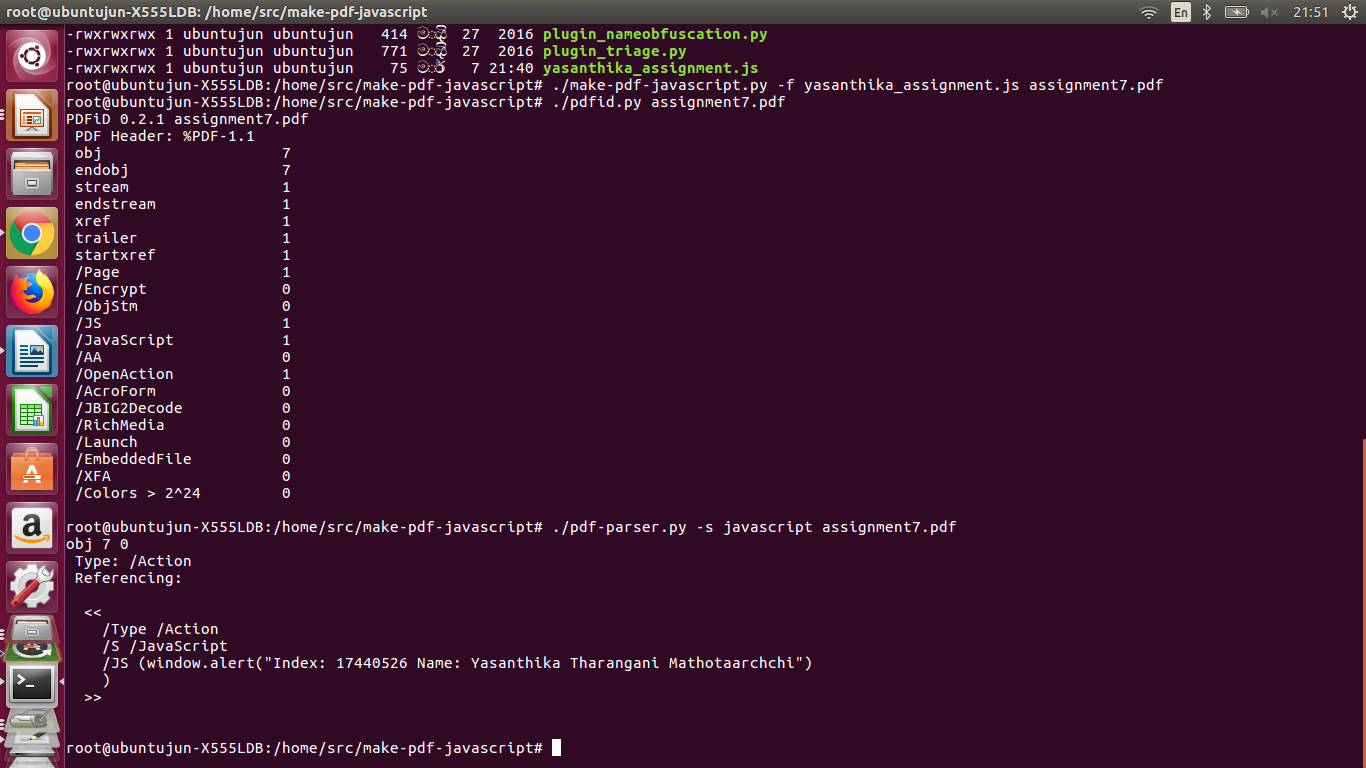 root@ubuntujun-X555LDB: /home/src/make-pdf-javascript
En
21:51
-rwxrwxrwx 1 ubuntujun ubuntujun 414 27 2016 plugin_nameobfuscation.py
-rwxrwxrwx 1 ubuntujun ubuntujun 771 27 2016 plugin_triage.py
-rwxrwxrwx 1 ubuntujun ubuntujun 75 7 21:40 yasanthika_assignment.js
root@ubuntujun-X555LDB:/home/src/make-pdf-javascript# ./make-pdf-javascript.py -f yasanthika_assignment.js assignment7.pdf
root@ubuntujun-X555LDB:/home/src/make-pdf-javascript# ./pdfid.py assignment7.pdf
PDFiD 0.2.1 assignment7.pdf
PDF Header: %PDF-1.1
obj 7
endobj 7
stream 1
endstream 1
xref 1
trailer 1
startxref 1
/Page 1
/Encrypt 0
/ObjStm 0
/JS 1
/JavaScript 1
/AA 0
/OpenAction 1
/AcroForm 0
/JBIG2Decode 0
/RichMedia 0
/Launch 0
/EmbeddedFile 0
/XFA 0
/Colors > 2^24 0
root@ubuntujun-X555LDB:/home/src/make-pdf-javascript# ./pdf-parser.py -s javascript assignment7.pdf
obj 7 0
Type: /Action
Referencing:
<<
/Type /Action
/S /JavaScript
/JS (window.alert("Index: 17440526 Name: Yasanthika Tharangani Mathotaarchchi")
)
>>
root@ubuntujun-X555LDB:/home/src/make-pdf-javascript#